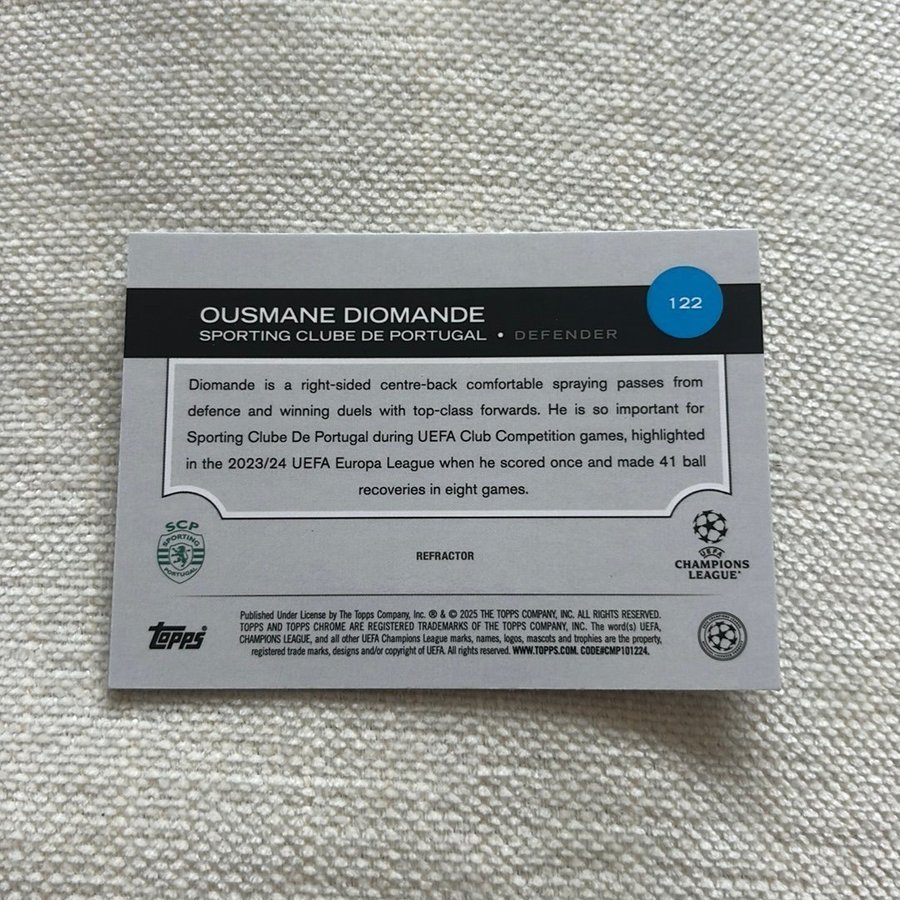 122
OUSMANE DIOMANDE
SPORTING CLUBE DE PORTUGAL • DEFENDER
Diomande is a right-sided centre-back comfortable spraying passes from
defence and winning duels with top-class forwards. He is so important for
Sporting Clube De Portugal during UEFA Club Competition games, highlighted
in the 2023/24 UEFA Europa League when he scored once and made 41 ball
recoveries in eight games.
SCP
SPORTING
PORTUGAL
REFRACTOR
UEFA
CHAMPIONS
LEAGUE®
topps®
Published Under License by The Topps Company, Inc. ® & © 2025 THE TOPPS COMPANY, INC. ALL RIGHTS RESERVED.
TOPPS AND TOPPS CHROME ARE REGISTERED TRADEMARKS OF THE TOPPS COMPANY, INC. The word(s) UEFA,
CHAMPIONS LEAGUE, and all other UEFA Champions League marks, names, logos, mascots and trophies are the property,
registered trade marks, designs and/or copyright of UEFA. All rights reserved. WWW.TOPPS.COM. CODE#CMP101224.